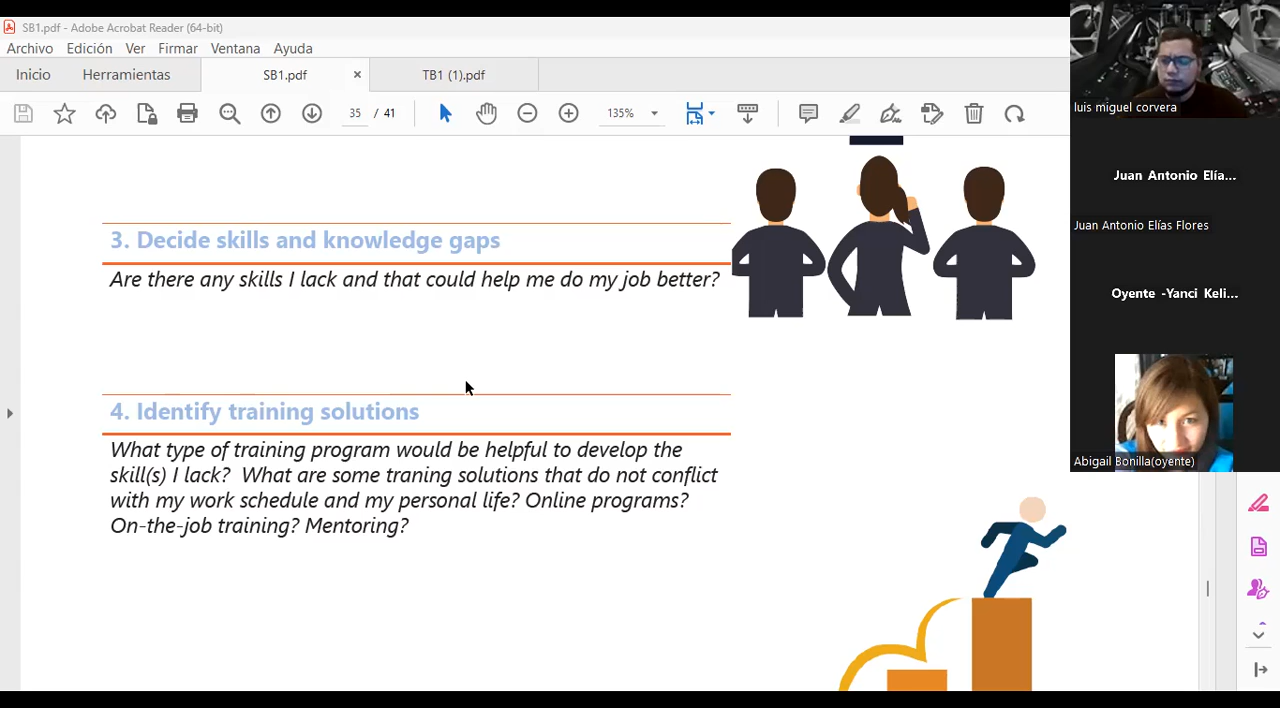 SB1.pdf - Adobe Acrobat Reader (64-bit)
Archivo Edición Ver Firmar Ventana Ayuda
Inicio Herramientas SB1.pdf × TB1 (1).pdf
35 / 41 135%
3. Decide skills and knowledge gaps
Are there any skills I lack and that could help me do my job better?
4. Identify training solutions
What type of training program would be helpful to develop the
skill(s) I lack? What are some traning solutions that do not conflict
with my work schedule and my personal life? Online programs?
On-the-job training? Mentoring?
luis miguel corvera
Juan Antonio Elía...
Juan Antonio Elías Flores
Oyente -Yanci Keli...
Abigail Bonilla(oyente)